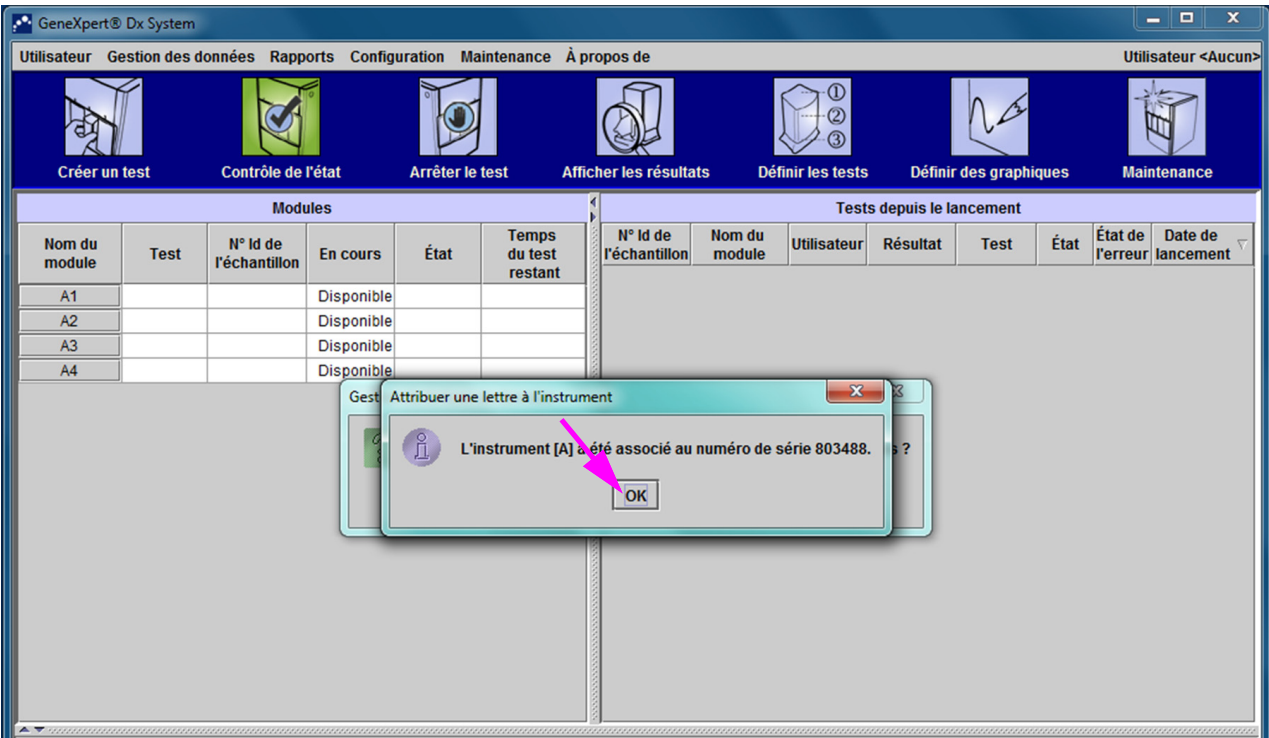 GeneXpert® Dx System
Utilisateur Gestion des données Rapports Configuration Maintenance À propos de Utilisateur <Aucun>
Créer un test Contrôle de l'état Arrêter le test Afficher les résultats Définir les tests Définir des graphiques Maintenance
Modules
Nom du module Test N° Id de l'échantillon En cours État Temps du test restant
A1 Disponible
A2 Disponible
A3 Disponible
A4 Disponible
Tests depuis le lancement
N° Id de l'échantillon Nom du module Utilisateur Résultat Test État État de l'erreur Date de lancement
Gest
Attribuer une lettre à l'instrument
L'instrument [A] a été associé au numéro de série 803488.
?
OK